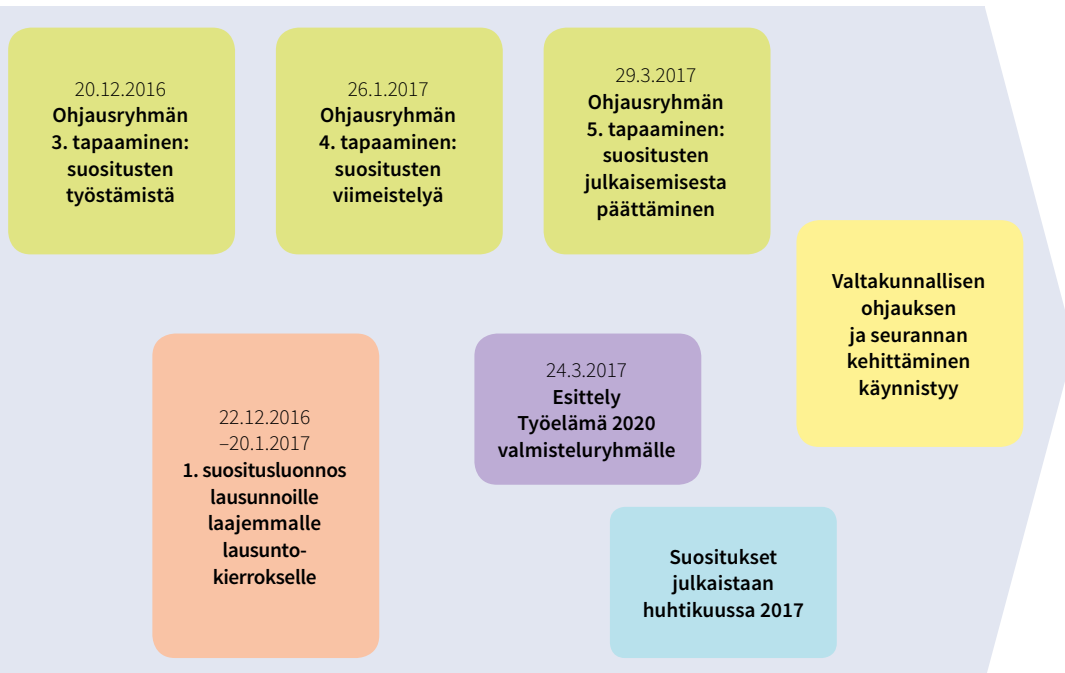 20.12.2016
Ohjausryhmän
3. tapaaminen:
suositusten
työstämistä
26.1.2017
Ohjausryhmän
4. tapaaminen:
suositusten
viimeistelyä
29.3.2017
Ohjausryhmän
5. tapaaminen:
suositusten
julkaisemisesta
päättäminen
Valtakunnallisen
ohjauksen
ja seurannan
kehittäminen
käynnistyy
22.12.2016
–20.1.2017
1. suositusluonnos
lausunnoille
laajemmalle
lausunto-
kierrokselle
24.3.2017
Esittely
Työelämä 2020
valmisteluryhmälle
Suositukset
julkaistaan
huhtikuussa 2017